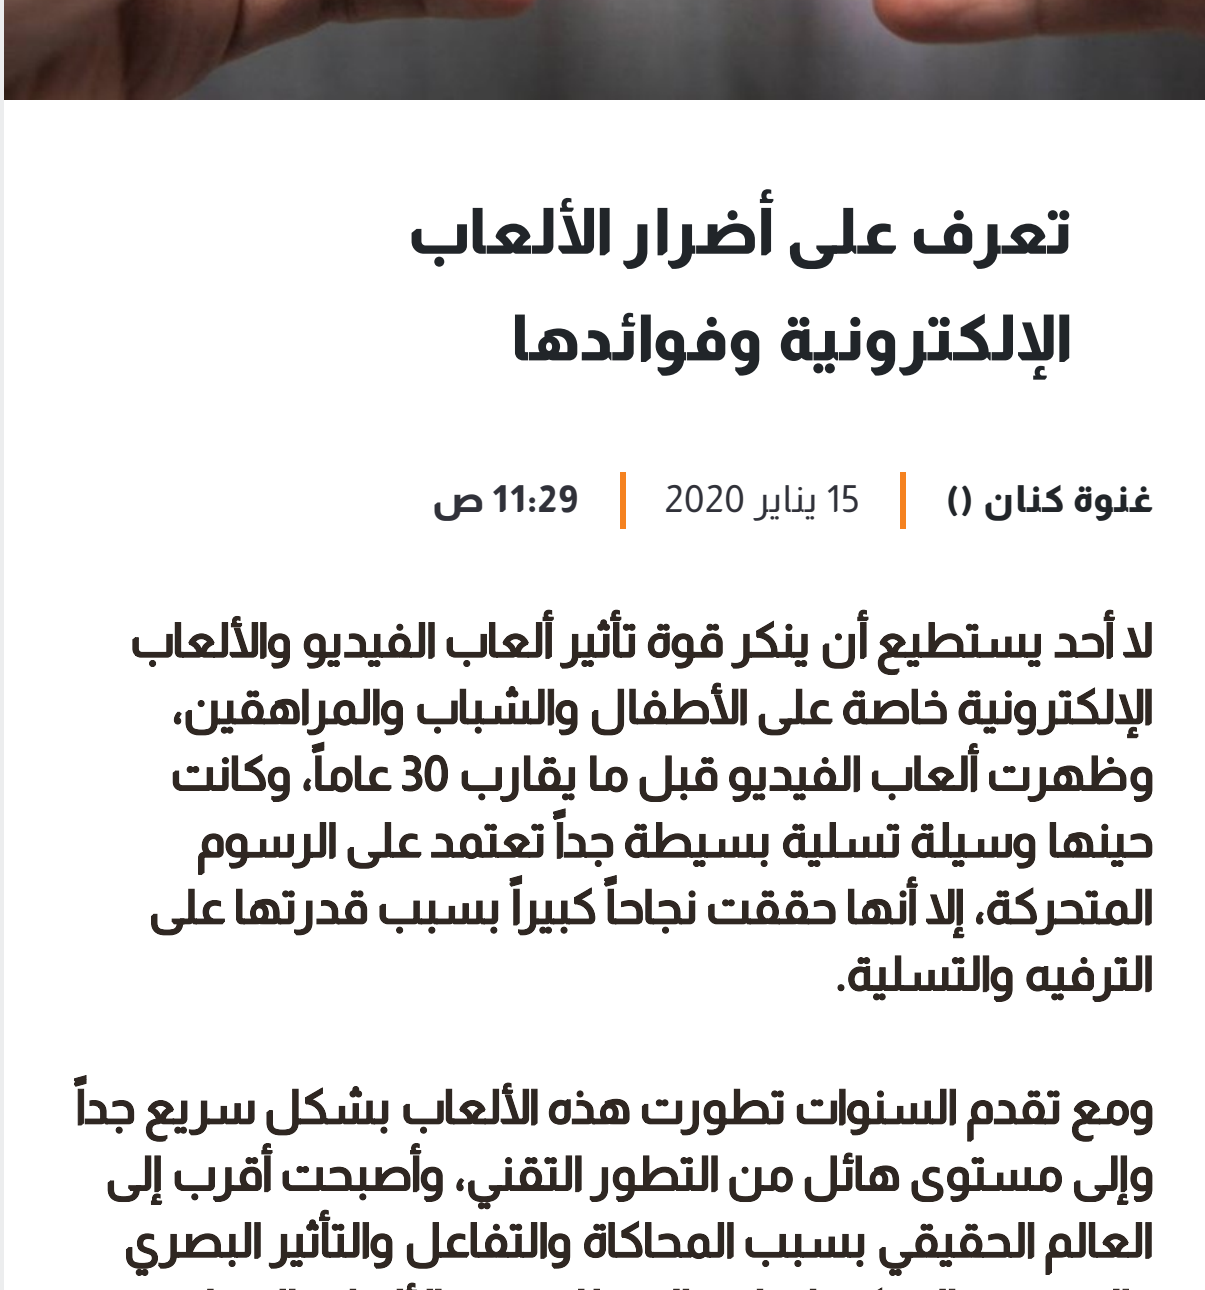 تعرف على أضرار الألعاب
الإلكترونية وفوائدها
غنوة كنان () | 15 يناير 2020 | 11:29 ص
لا أحد يستطيع أن ينكر قوة تأثير ألعاب الفيديو والألعاب
الإلكترونية خاصة على الأطفال والشباب والمراهقين،
وظهرت ألعاب الفيديو قبل ما يقارب 30 عاماً، وكانت
حينها وسيلة تسلية بسيطة جداً تعتمد على الرسوم
المتحركة، إلا أنها حققت نجاحاً كبيراً بسبب قدرتها على
الترفيه والتسلية.
ومع تقدم السنوات تطورت هذه الألعاب بشكل سريع جداً
وإلى مستوى هائل من التطور التقني، وأصبحت أقرب إلى
العالم الحقيقي بسبب المحاكاة والتفاعل والتأثير البصري